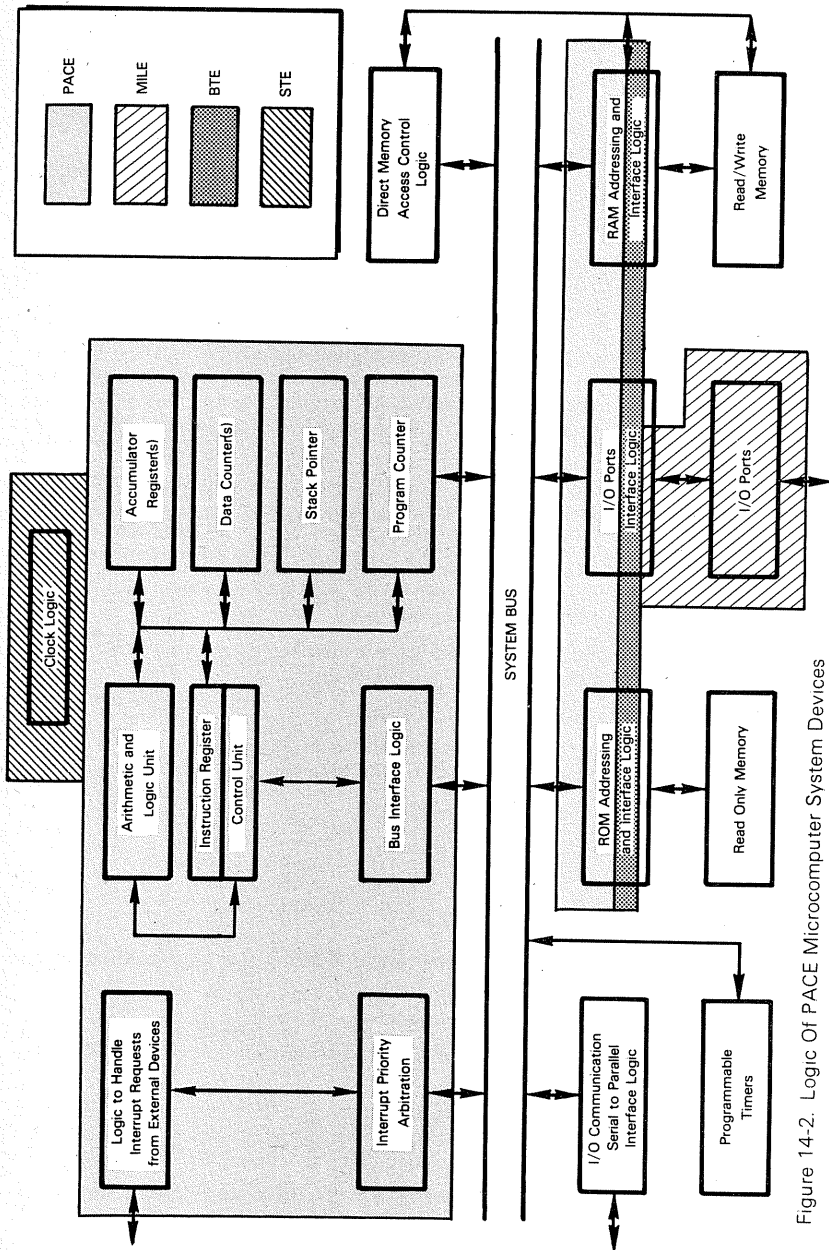 PACE
MILE
BTE
STE
Clock Logic
Logic to Handle
Interrupt Requests
from External Devices
Arithmetic and
Logic Unit
Accumulator
Register(s)
Instruction Register
Control Unit
Data Counter(s)
Stack Pointer
Interrupt Priority
Arbitration
Bus Interface Logic
Program Counter
Direct Memory
Access Control
Logic
SYSTEM BUS
I/O Communication
Serial to Parallel
Interface Logic
ROM Addressing
and Interface Logic
I/O Ports
Interface Logic
RAM Addressing and
Interface Logic
Programmable
Timers
Read Only Memory
I/O Ports
Read/Write
Memory
Figure 14-2. Logic Of PACE Microcomputer System Devices